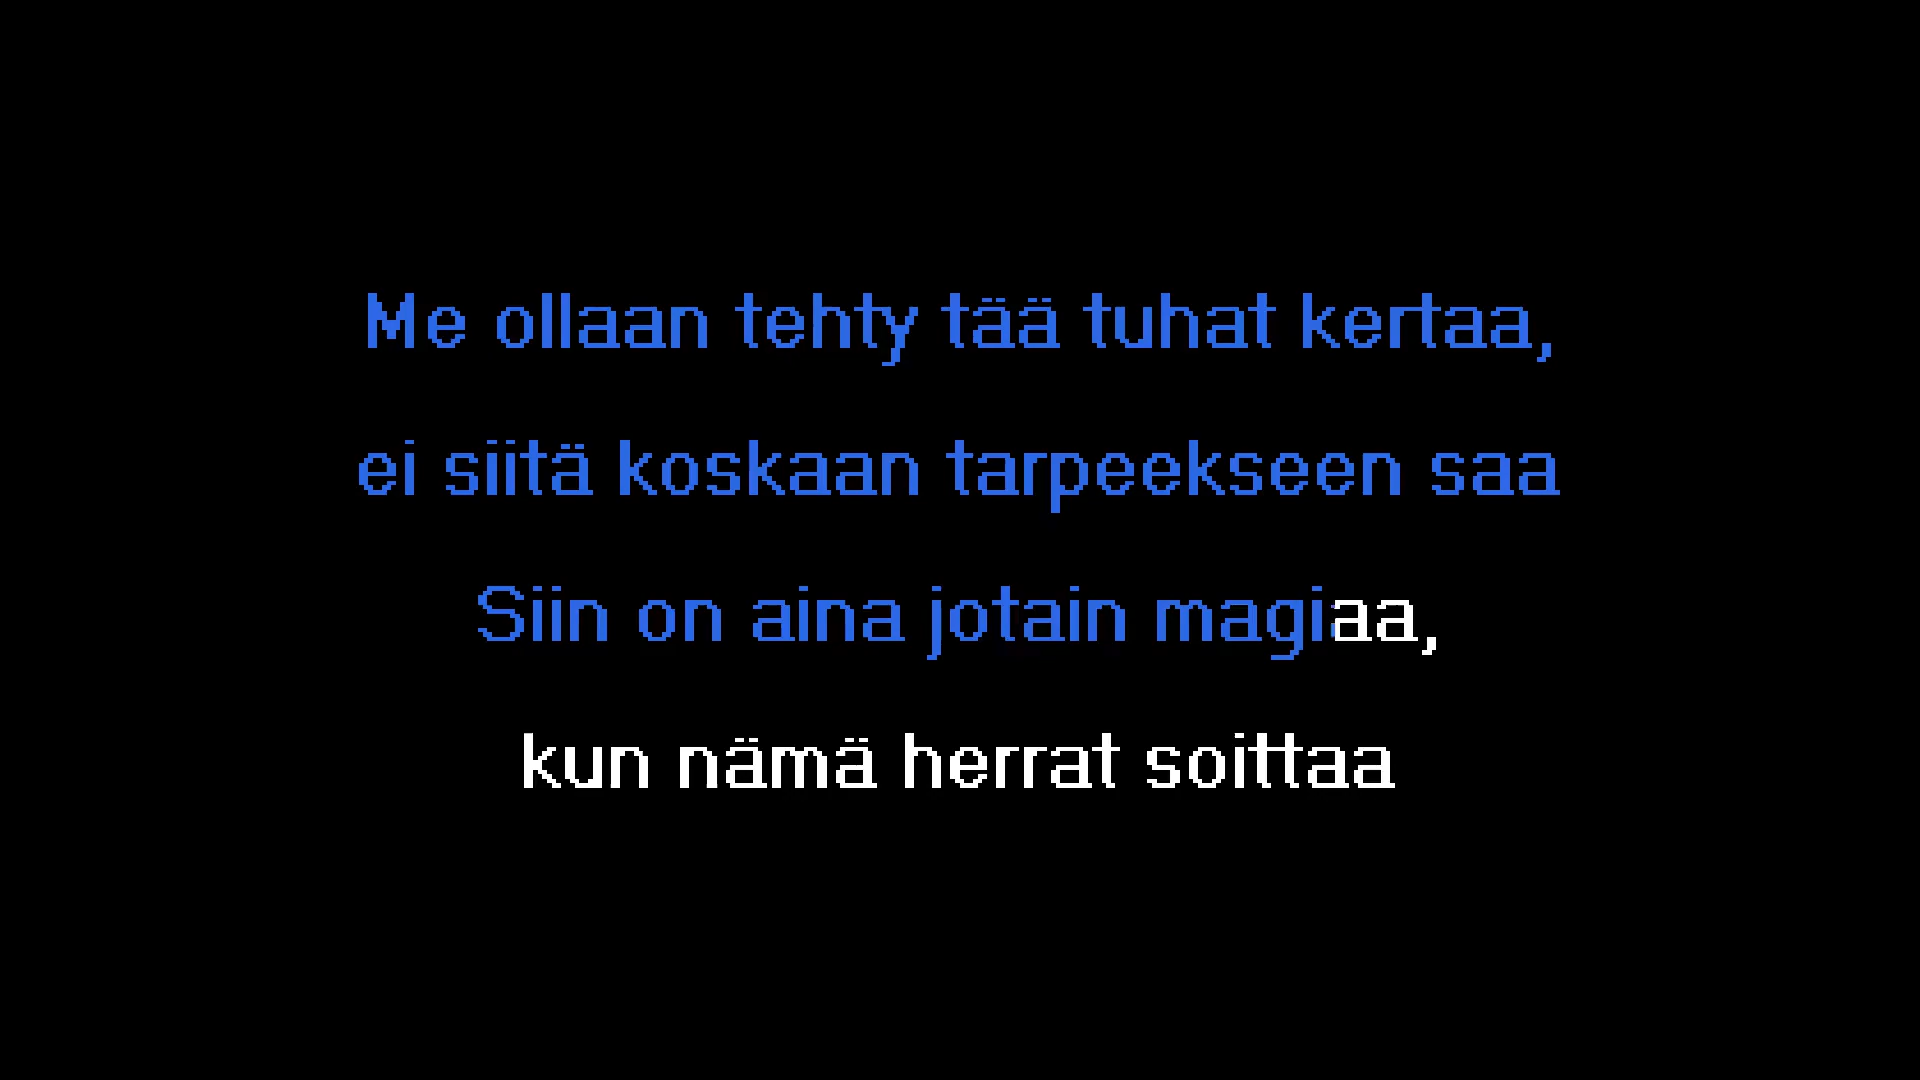 Me ollaan tehty tää tuhat kertaa,
ei siitä koskaan tarpeekseen saa
Siin on aina jotain magiaa,
kun nämä herrat soittaa